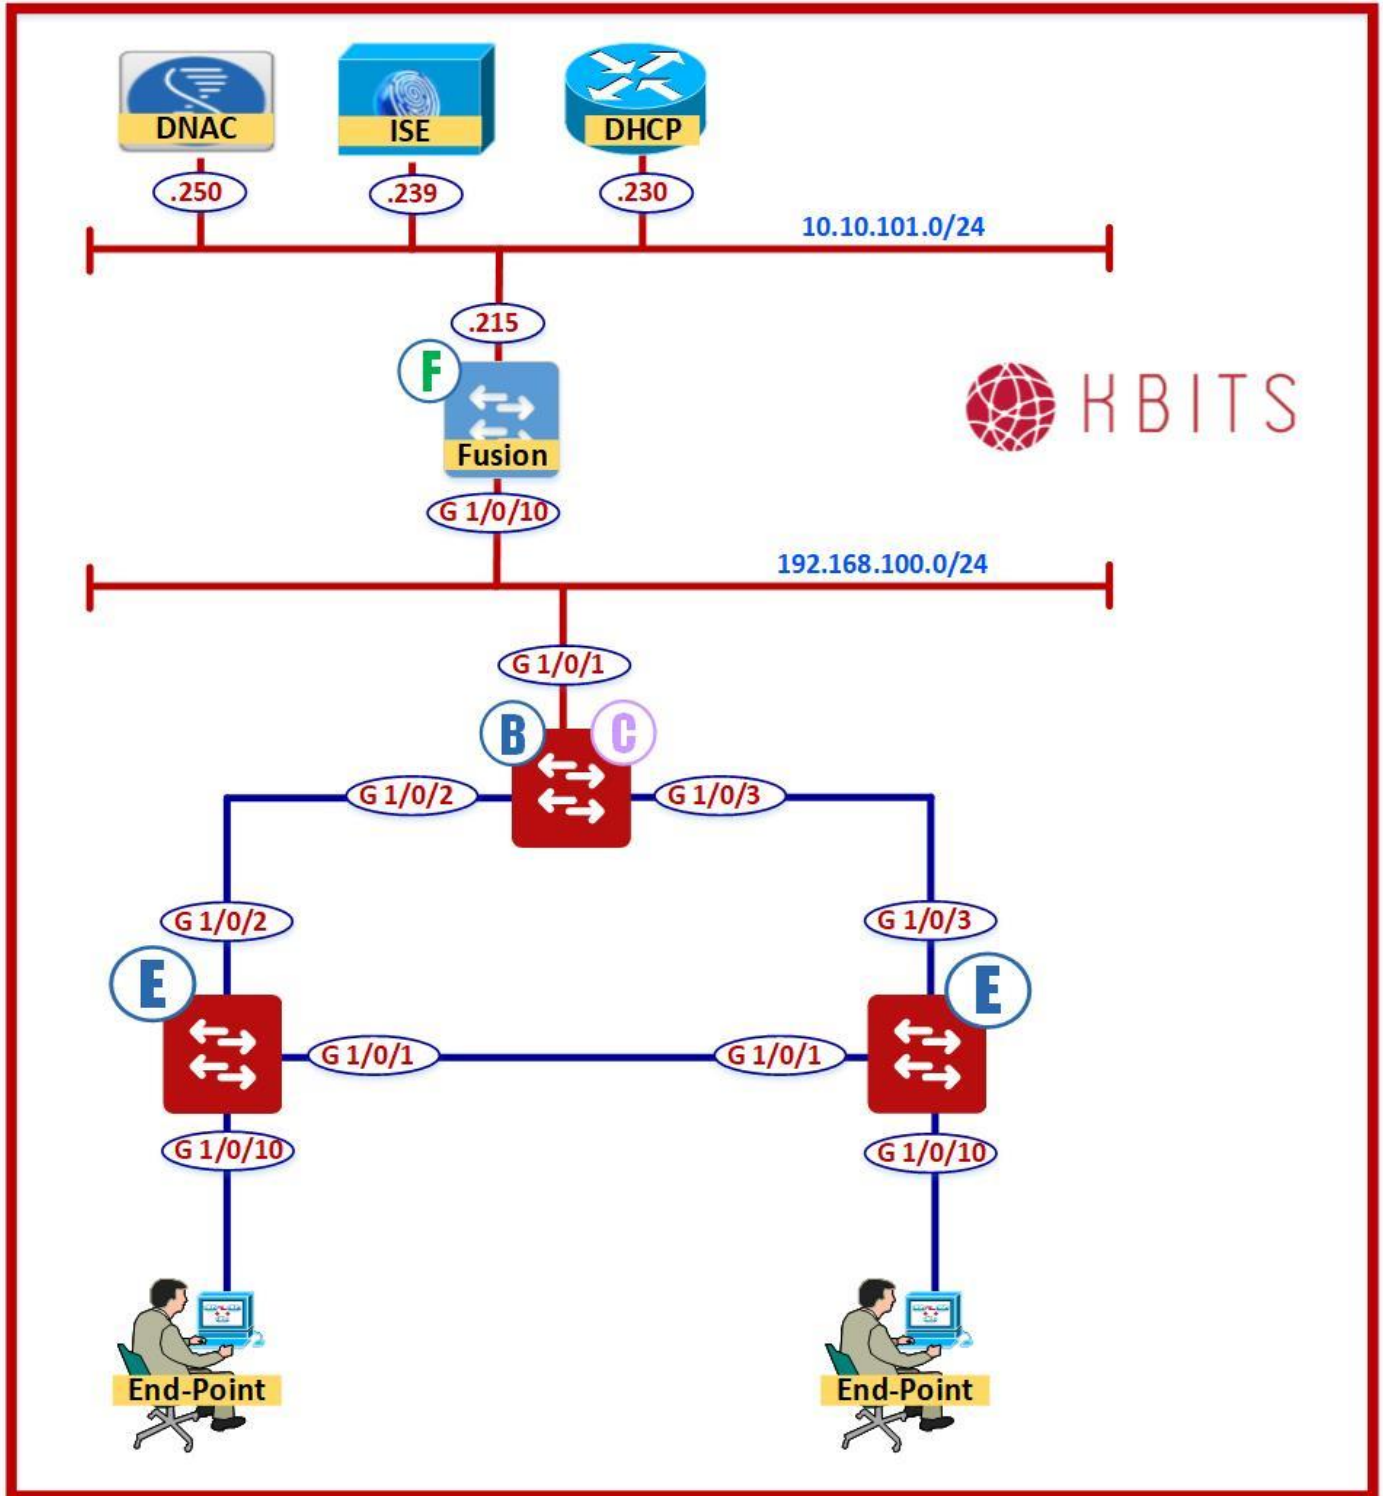 DNAC
ISE
DHCP
.250
.239
.230
10.10.101.0/24
.215
F
Fusion
KBITS
G 1/0/10
192.168.100.0/24
G 1/0/1
B
C
G 1/0/2
G 1/0/3
G 1/0/2
G 1/0/3
E
E
G 1/0/1
G 1/0/1
G 1/0/10
G 1/0/10
End-Point
End-Point